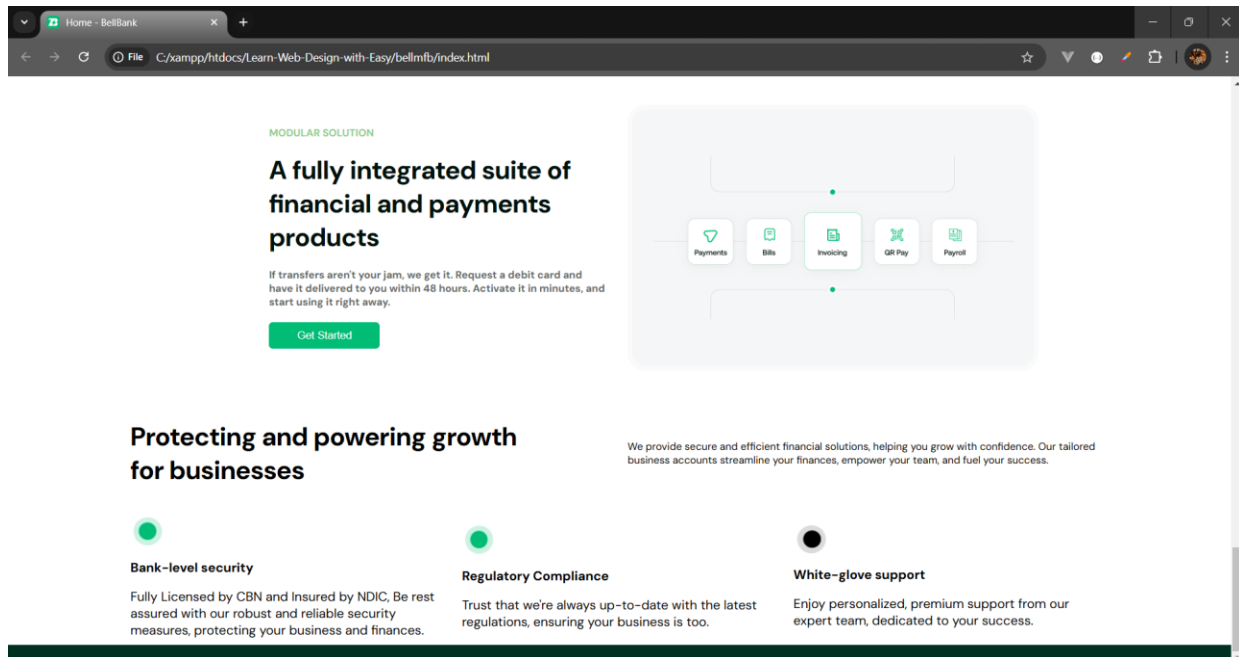 Home - BellBank
File C:/xampp/htdocs/Learn-Web-Design-with-Easy/bellmfb/index.html
MODULAR SOLUTION
A fully integrated suite of
financial and payments
products
If transfers aren't your jam, we get it. Request a debit card and
have it delivered to you within 48 hours. Activate it in minutes, and
start using it right away.
Get Started
Payments
Bills
Invoicing
QR Pay
Payroll
Protecting and powering growth
for businesses
We provide secure and efficient financial solutions, helping you grow with confidence. Our tailored
business accounts streamline your finances, empower your team, and fuel your success.
Bank-level security
Fully Licensed by CBN and Insured by NDIC, Be rest
assured with our robust and reliable security
measures, protecting your business and finances.
Regulatory Compliance
Trust that we're always up-to-date with the latest
regulations, ensuring your business is too.
White-glove support
Enjoy personalized, premium support from our
expert team, dedicated to your success.